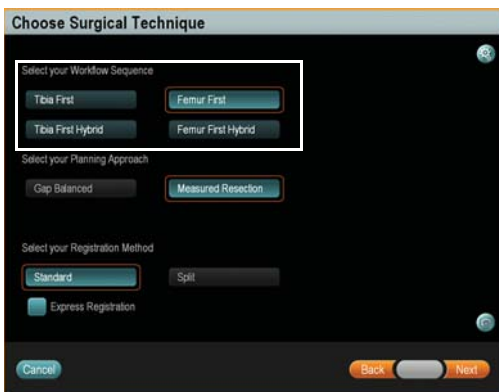 Choose Surgical Technique
Select your Workflow Sequence
Tibia First Femur First
Tibia First Hybrid Femur First Hybrid
Select your Planning Approach
Gap Balanced Measured Resection
Select your Registration Method
Standard Split
Express Registration
Cancel Back Next